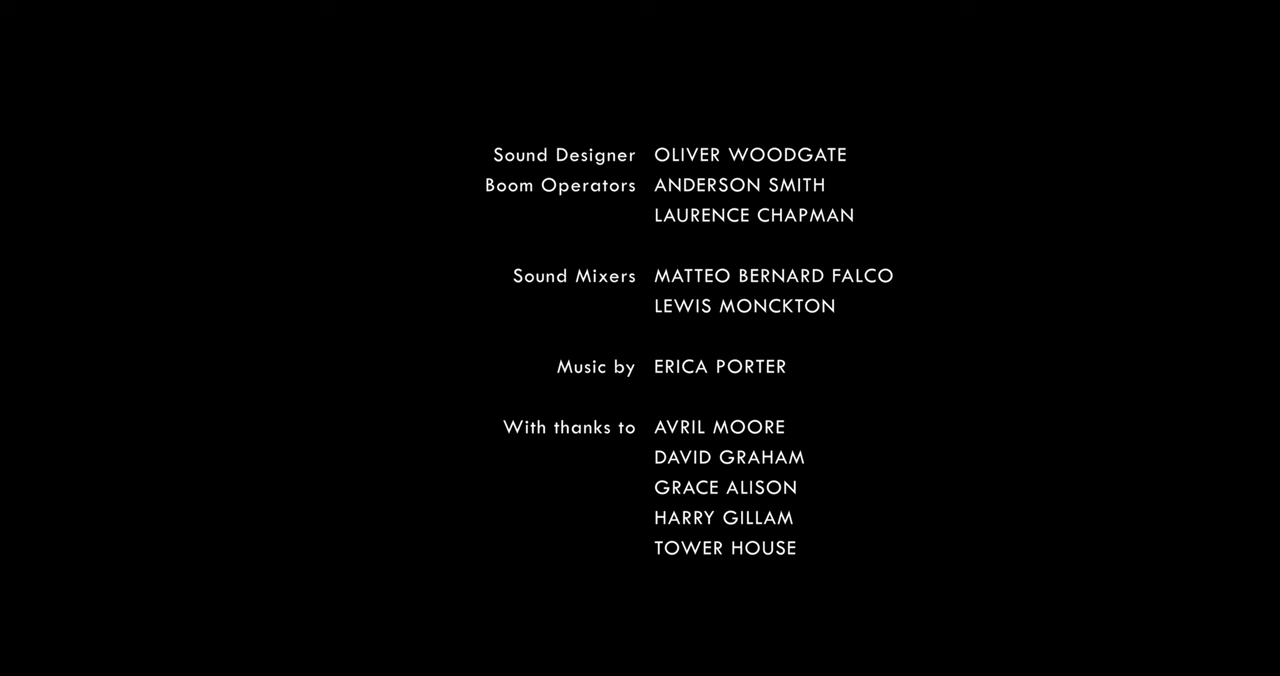 Sound Designer OLIVER WOODGATE
Boom Operators ANDERSON SMITH
LAURENCE CHAPMAN
Sound Mixers MATTEO BERNARD FALCO
LEWIS MONCKTON
Music by ERICA PORTER
With thanks to AVRIL MOORE
DAVID GRAHAM
GRACE ALISON
HARRY GILLAM
TOWER HOUSE